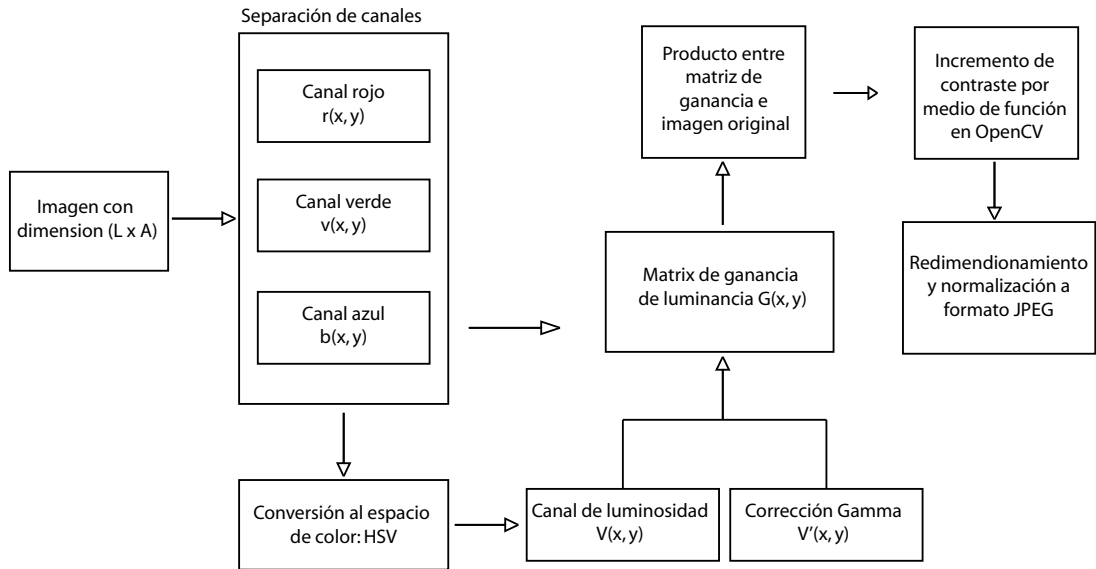 Separación de canales
Imagen con
dimension (L x A)
Canal rojo
r(x, y)
Canal verde
v(x, y)
Canal azul
b(x, y)
Conversión al espacio
de color: HSV
Canal de luminosidad
V(x, y)
Corrección Gamma
V'(x, y)
Matrix de ganancia
de luminancia G(x, y)
Producto entre
matriz de
ganancia e
imagen original
Incremento de
contraste por
medio de función
en OpenCV
Redimendionamiento
y normalización a
formato JPEG